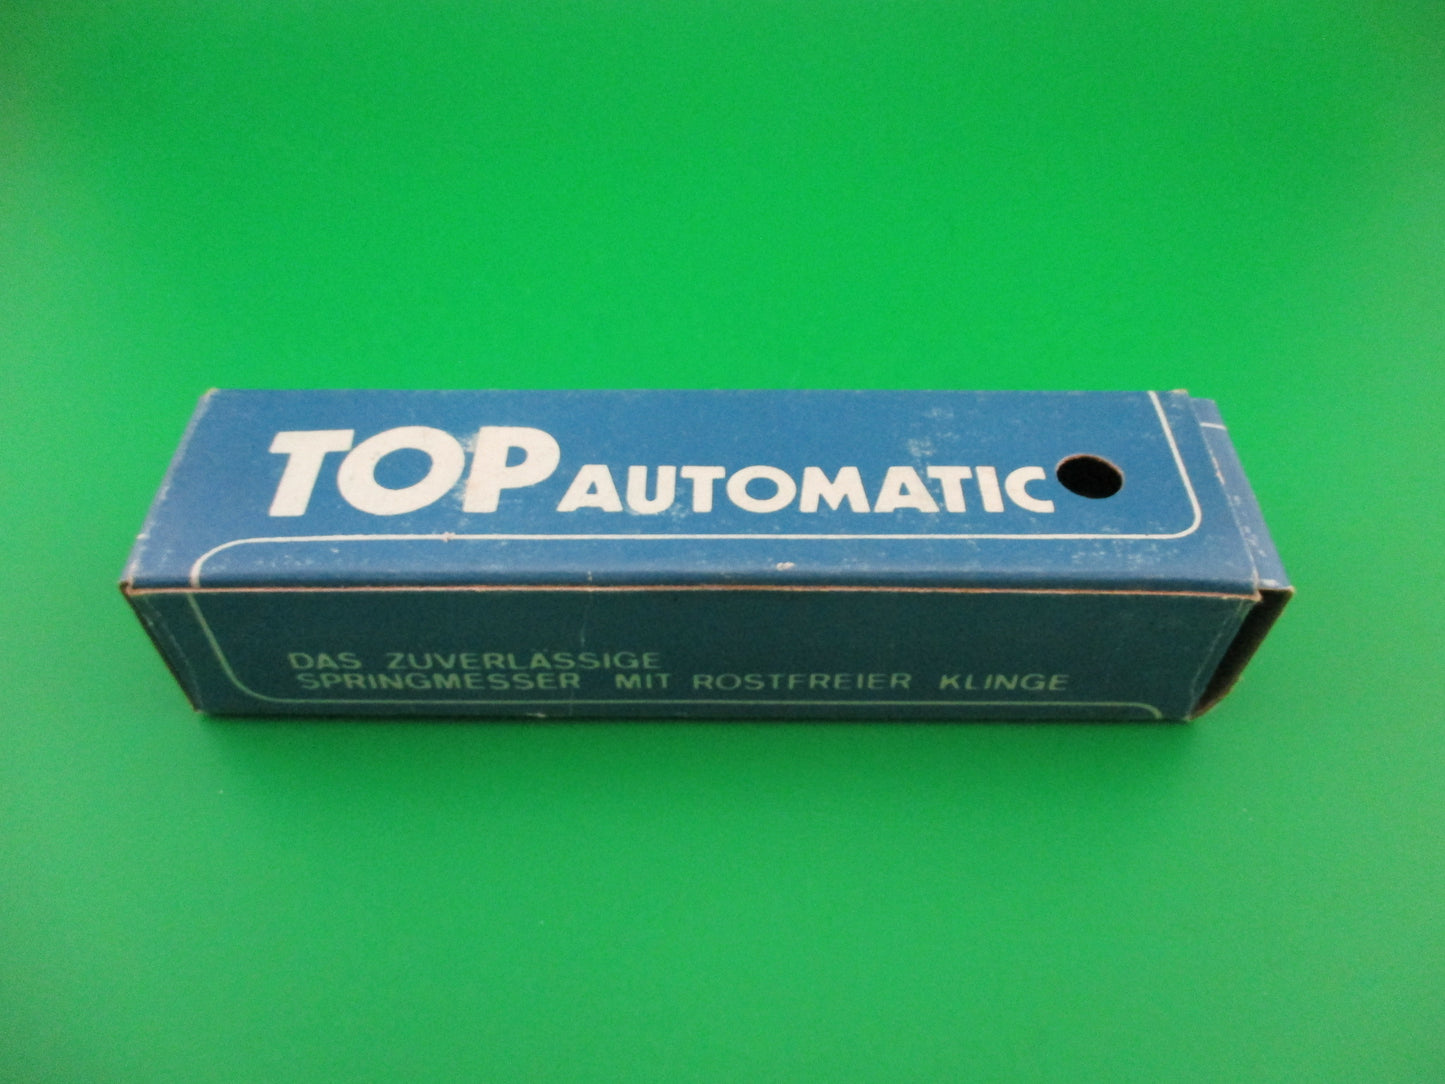 TOP AUTOMATIC
DAS ZUVERLÄSSIGE
SPRINGMESSER MIT ROSTFREIER KLINGE